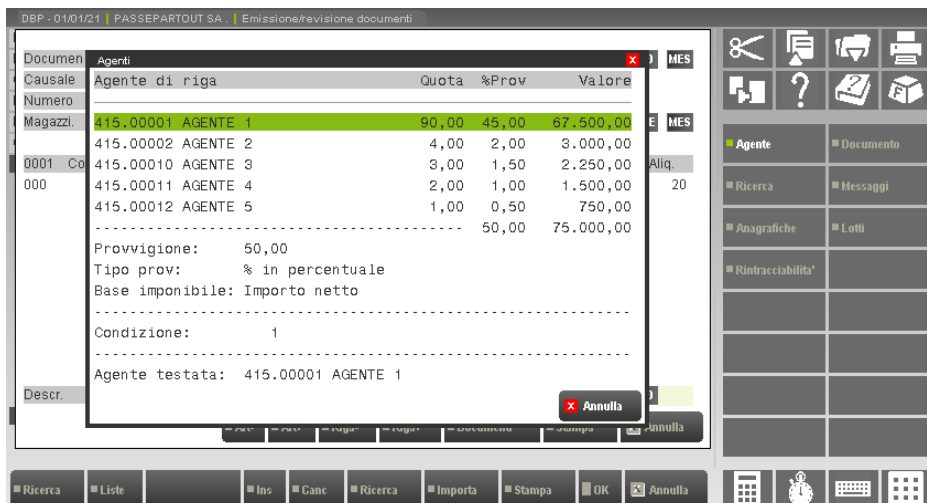 DBP - 01/01/21 | PASSEPARTOUT SA. | Emissione/revisione documenti
Documen
MES
Causale
Numero
Magazzi.
E MES
0001 Co
Aliq.
000
20
Descr.
Agenti
Agente di riga Quota %Prov Valore
415.00001 AGENTE 1 90,00 45,00 67.500,00
415.00002 AGENTE 2 4,00 2,00 3.000,00
415.00010 AGENTE 3 3,00 1,50 2.250,00
415.00011 AGENTE 4 2,00 1,00 1.500,00
415.00012 AGENTE 5 1,00 0,50 750,00
50,00 75.000,00
Provvigione: 50,00
Tipo prov: % in percentuale
Base imponibile: Importo netto
Condizione: 1
Agente testata: 415.00001 AGENTE 1
Annulla
Annulla
Agente Documento
Ricerca Messaggi
Anagrafiche Lotti
Rintracciabilita'
Ricerca Liste Ins Canc Ricerca Importa Stampa OK Annulla